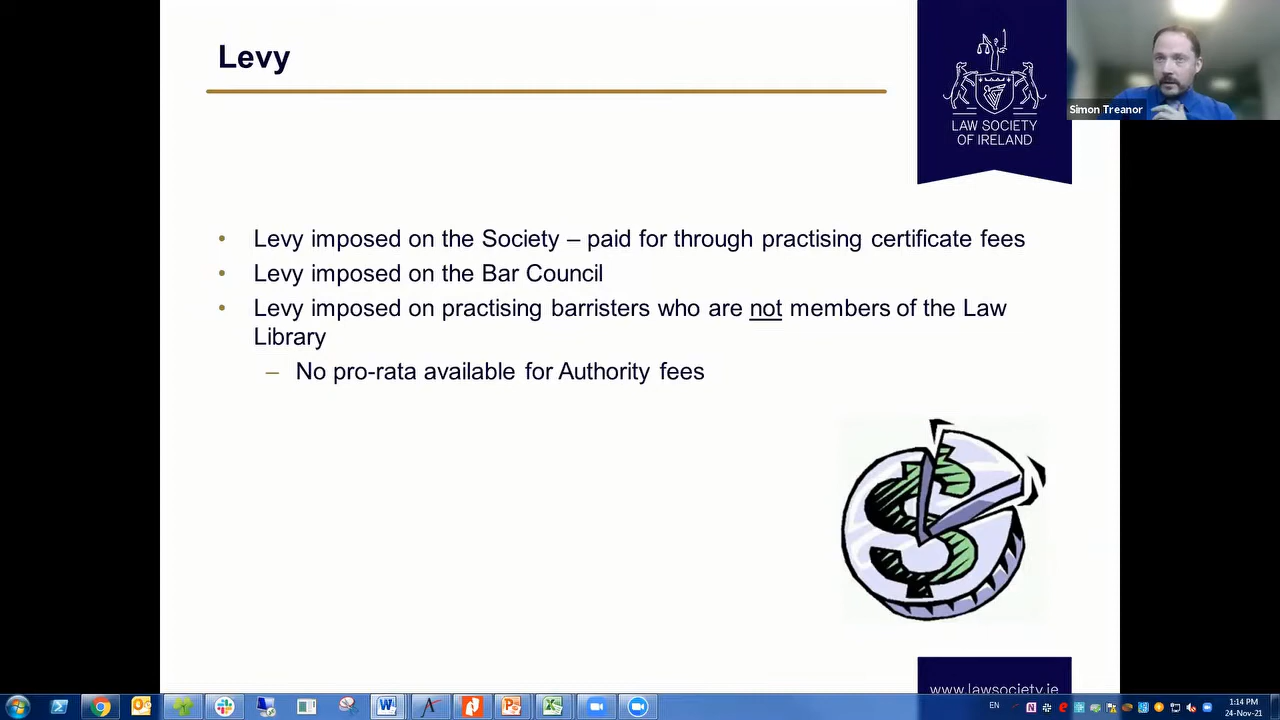 Levy
LAW SOCIETY
OF IRELAND
Simon Treanor
• Levy imposed on the Society – paid for through practising certificate fees
• Levy imposed on the Bar Council
• Levy imposed on practising barristers who are not members of the Law
Library
– No pro-rata available for Authority fees
www.lawsociety.ie
EN
1:14 PM
24-Nov-21